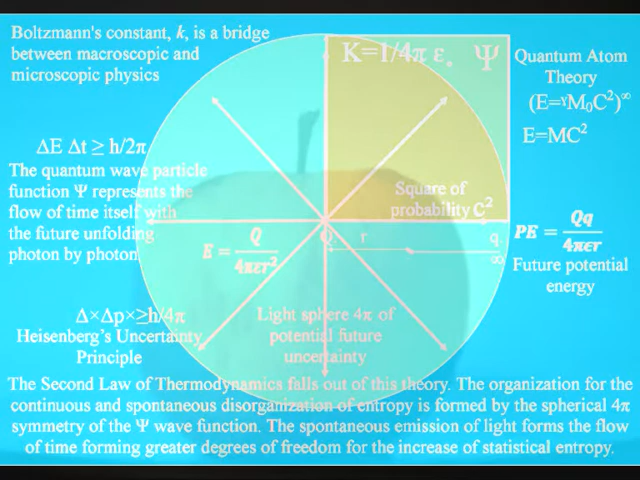 Boltzmann's constant, k, is a bridge
between macroscopic and
microscopic physics
K=1/4π ε。 Ψ
Quantum Atom
Theory
(E=ᵞM₀C²)∞
E=MC²
ΔE Δt ≥ h/2π
The quantum wave particle
function Ψ represents the
flow of time itself with
the future unfolding
photon by photon
Square of
probability C²
E = Q/4πεr²
Q r q
∞
PE = Qq/4πεr
Future potential
energy
Δ×Δp×≥h/4π
Heisenberg's Uncertainty
Principle
Light sphere 4π of
potential future
uncertainty
The Second Law of Thermodynamics falls out of this theory. The organization for the
continuous and spontaneous disorganization of entropy is formed by the spherical 4π
symmetry of the Ψ wave function. The spontaneous emission of light forms the flow
of time forming greater degrees of freedom for the increase of statistical entropy.